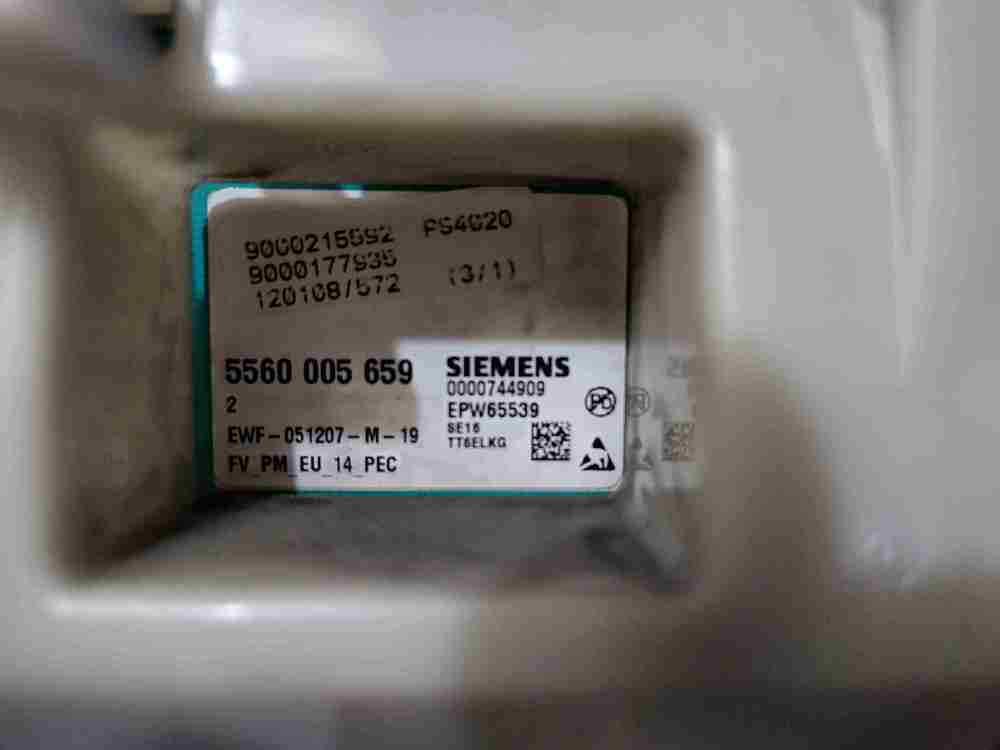 9000215592 PS4020
9000177935
120108/572 (3/1)
5560 005 659
2
EWF-051207-M-19
FV_PM_EU_14_PEC
SIEMENS
0000744909
EPW65539
SE16
TT6ELKG